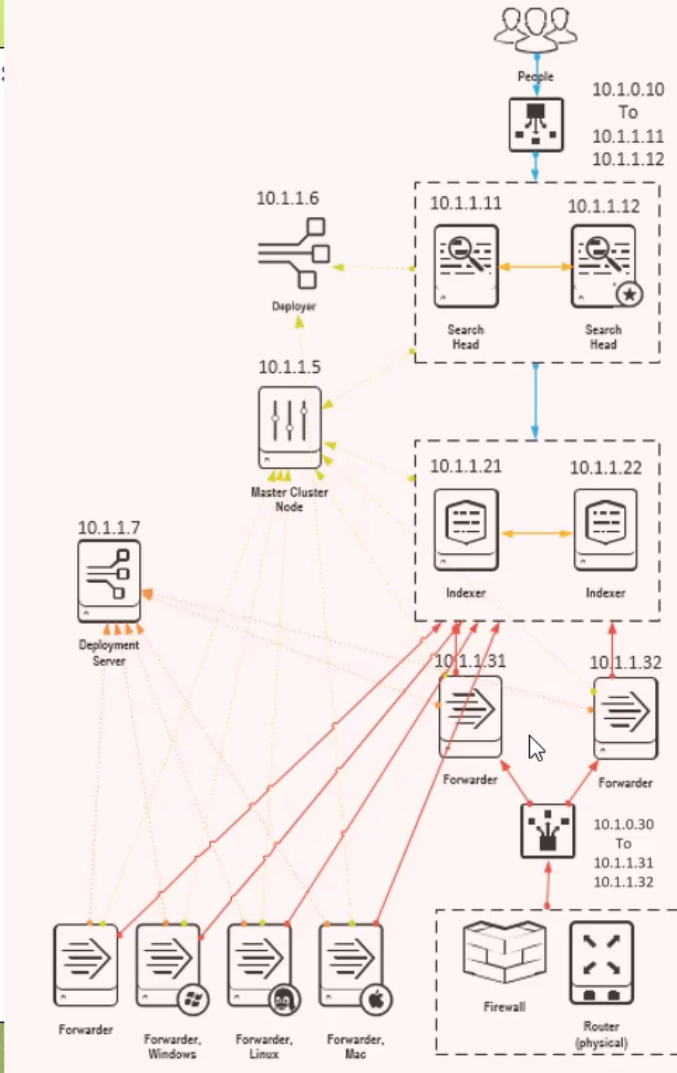 People
10.1.0.10
To
10.1.1.11
10.1.1.12
10.1.1.6
Deployer
10.1.1.11
10.1.1.12
Search
Head
Search
Head
10.1.1.5
Master Cluster
Node
10.1.1.21
10.1.1.22
Indexer
Indexer
10.1.1.7
Deployment
Server
10.1.1.31
10.1.1.32
Forwarder
Forwarder
10.1.0.30
To
10.1.1.31
10.1.1.32
Firewall
Router
(physical)
Forwarder
Forwarder,
Windows
Forwarder,
Linux
Forwarder,
Mac